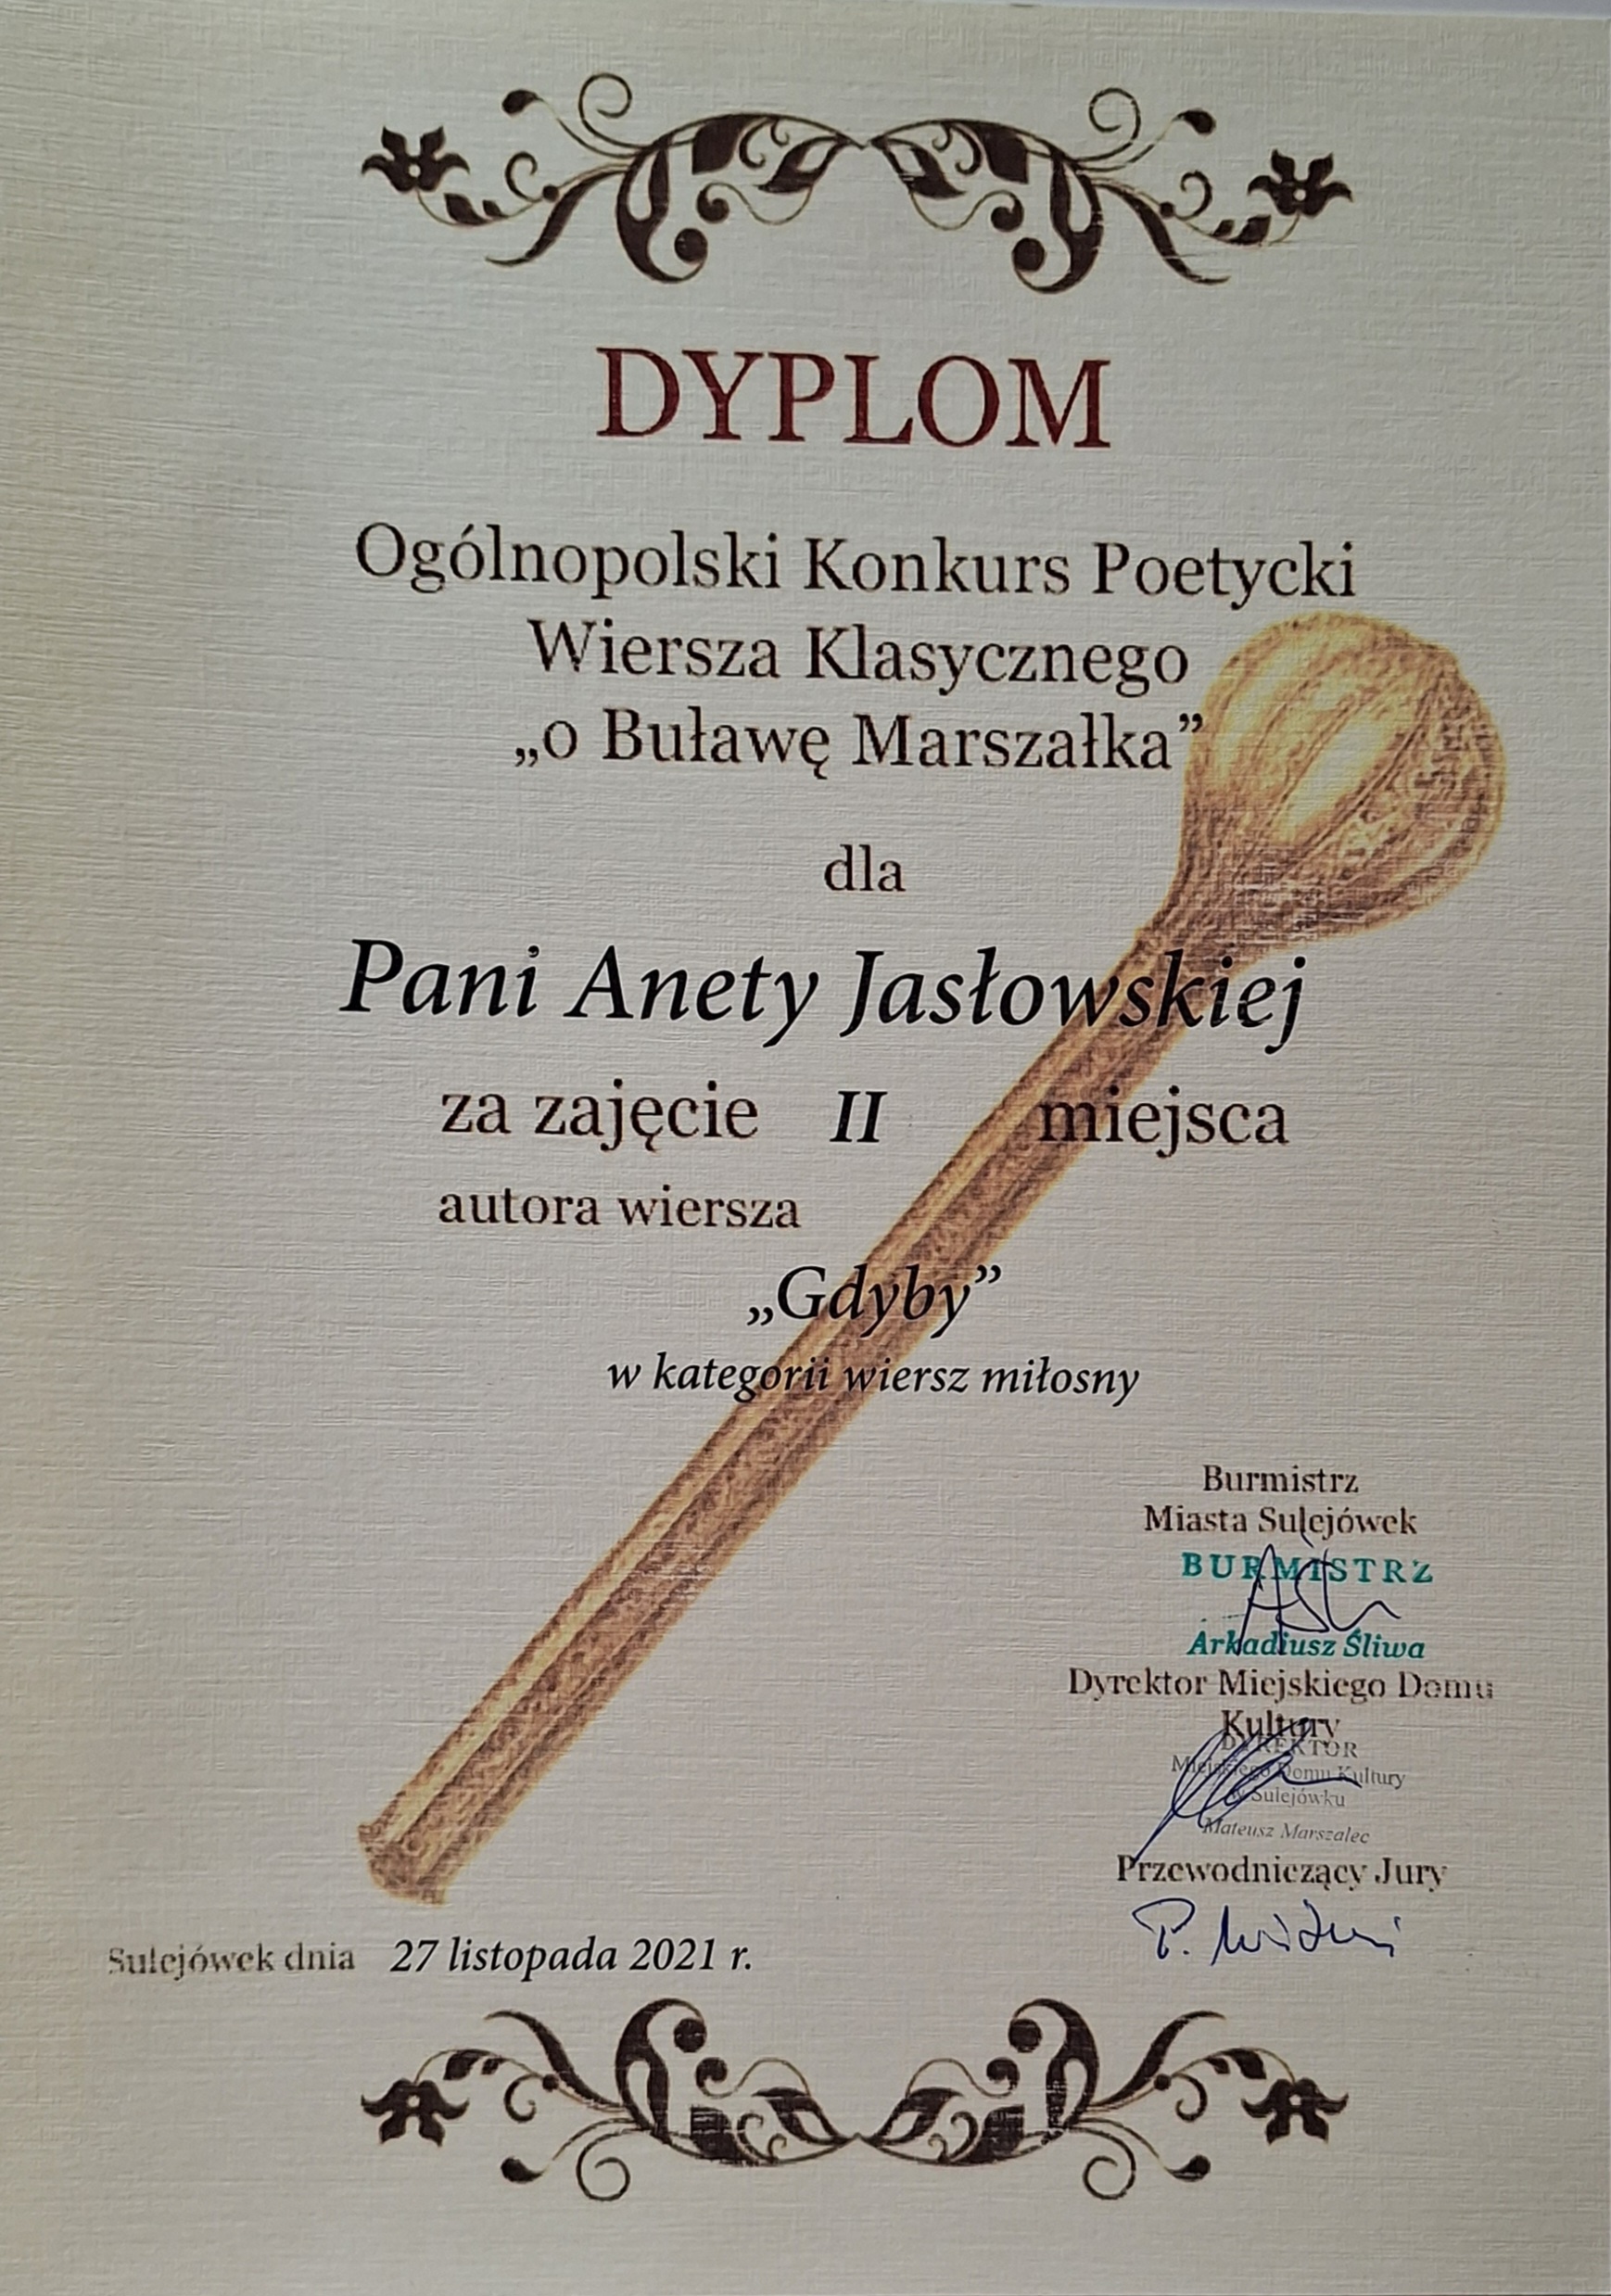 DYPLOM
Ogólnopolski Konkurs Poetycki
Wiersza Klasycznego
„o Buławę Marszałka”
dla
Pani Anety Jasłowskiej
za zajęcie II miejsca
autora wiersza
„Gdyby”
w kategorii wiersz miłosny
Burmistrz
Miasta Sulejówek
BURMISTRZ
Arkadiusz Śliwa
Dyrektor Miejskiego Domu
Kultury
DYREKTOR
Miejskiego Domu Kultury
w Sulejówku
Mateusz Marszalec
Przewodniczący Jury
Sulejówek dnia 27 listopada 2021 r.